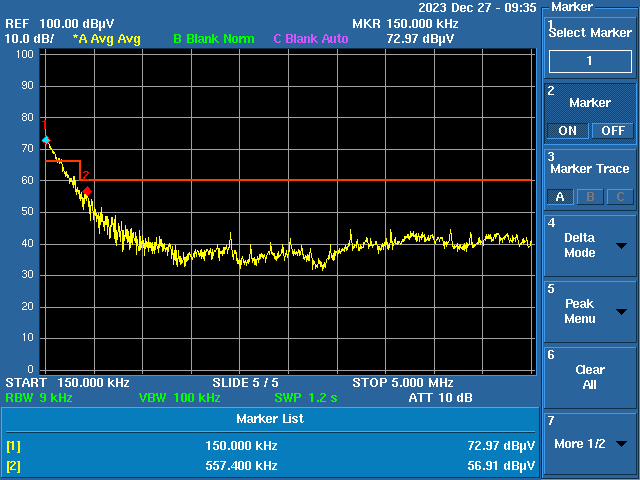 2023 Dec 27 - 09:35
REF 100.00 dBµV
MKR 150.000 kHz
10.0 dB/ *A Avg Avg B Blank Norm C Blank Auto 72.97 dBµV
100
90
80
70
60
50
40
30
20
10
0
1
2
START 150.000 kHz SLIDE 5 / 5 STOP 5.000 MHz
RBW 9 kHz VBW 100 kHz SWP 1.2 s ATT 10 dB
Marker List
[1] 150.000 kHz 72.97 dBµV
[2] 557.400 kHz 56.91 dBµV
Marker
1
Select Marker
1
2
Marker
ON OFF
3
Marker Trace
A B C
4
Delta
Mode
5
Peak
Menu
6
Clear
All
7
More 1/2